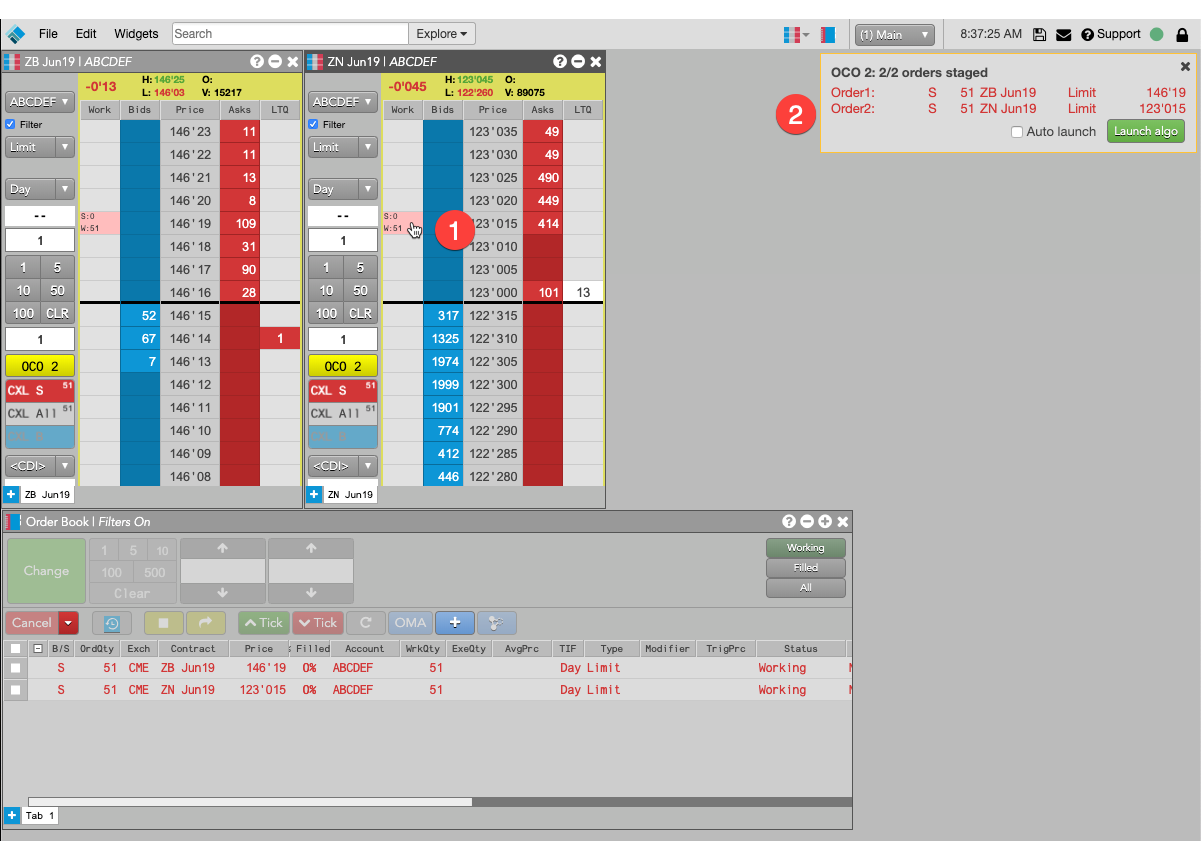 File Edit Widgets Search Explore (1) Main 8:37:25 AM Support
ZB Jun19 | ABCDEF
-0'13 H: 146'25 O:
L: 146'03 V: 15217
ABCDEF Work Bids Price Asks LTQ
Filter 146'23 11
Limit 146'22 11
146'21 13
Day 146'20 8
-- S:0 146'19 109
W:51
1 146'18 31
1 5 146'17 90
10 50 146'16 28
100 CLR 52 146'15
1 67 146'14 1
OCO 2 7 146'13
CXL S 51 146'12
CXL All 51 146'11
146'10
<CDI> 146'09
146'08
ZB Jun19
ZN Jun19 | ABCDEF
-0'045 H: 123'045 O:
L: 122'260 V: 89075
ABCDEF Work Bids Price Asks LTQ
Filter 123'035 49
Limit 123'030 49
123'025 490
Day 123'020 449
-- S:0 1 123'015 414
W:51
1 123'010
1 5 123'005
10 50 123'000 101 13
100 CLR 317 122'315
1 1325 122'310
OCO 2 1974 122'305
CXL S 51 1999 122'300
CXL All 51 1901 122'295
774 122'290
<CDI> 412 122'285
446 122'280
ZN Jun19
2
OCO 2: 2/2 orders staged
Order1: S 51 ZB Jun19 Limit 146'19
Order2: S 51 ZN Jun19 Limit 123'015
Auto launch Launch algo
Order Book | Filters On
Change 1 5 10 Working
100 500 Filled
Clear All
Cancel Tick Tick C OMA +
B/S OrdQty Exch Contract Price Filled Account WrkQty ExeQty AvgPrc TIF Type Modifier TrigPrc Status
S 51 CME ZB Jun19 146'19 0% ABCDEF 51 Day Limit Working
S 51 CME ZN Jun19 123'015 0% ABCDEF 51 Day Limit Working
Tab 1